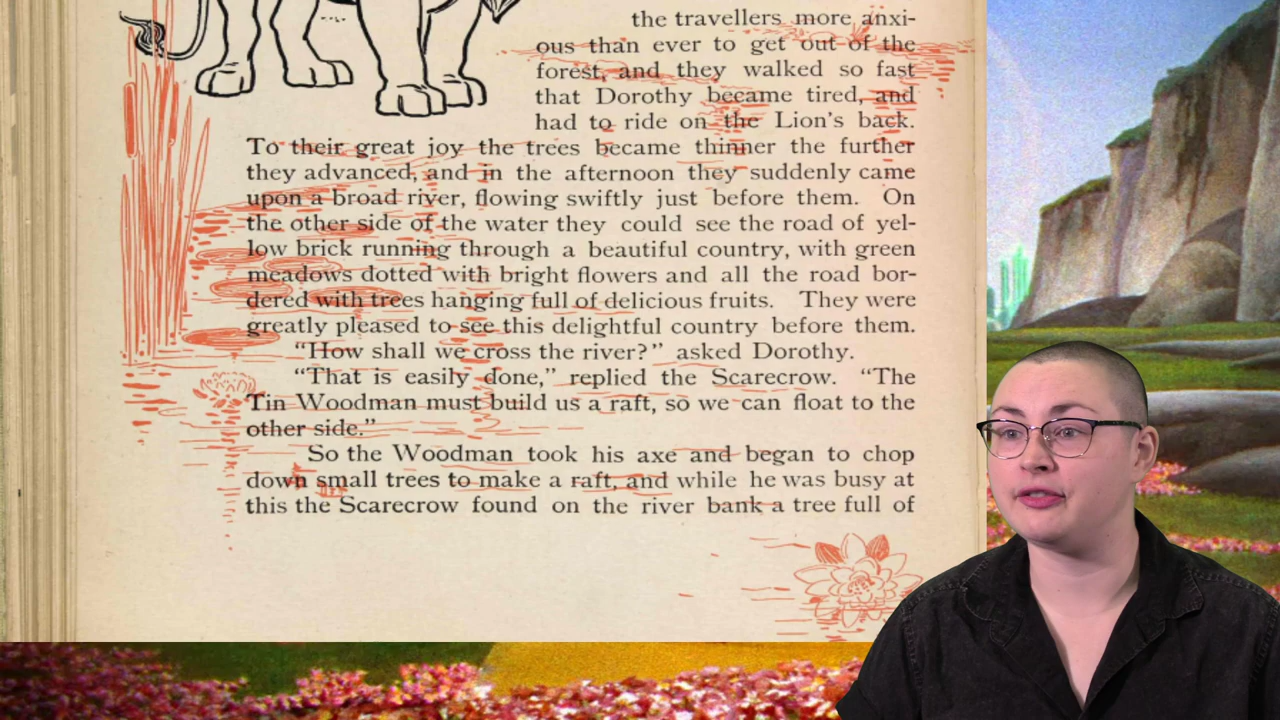 the travellers more anxi-
ous than ever to get out of the
forest, and they walked so fast
that Dorothy became tired, and
had to ride on the Lion's back.
To their great joy the trees became thinner the further
they advanced, and in the afternoon they suddenly came
upon a broad river, flowing swiftly just before them. On
the other side of the water they could see the road of yel-
low brick running through a beautiful country, with green
meadows dotted with bright flowers and all the road bor-
dered with trees hanging full of delicious fruits. They were
greatly pleased to see this delightful country before them.
“How shall we cross the river?” asked Dorothy.
“That is easily done,” replied the Scarecrow. “The
Tin Woodman must build us a raft, so we can float to the
other side.”
So the Woodman took his axe and began to chop
down small trees to make a raft, and while he was busy at
this the Scarecrow found on the river bank a tree full of